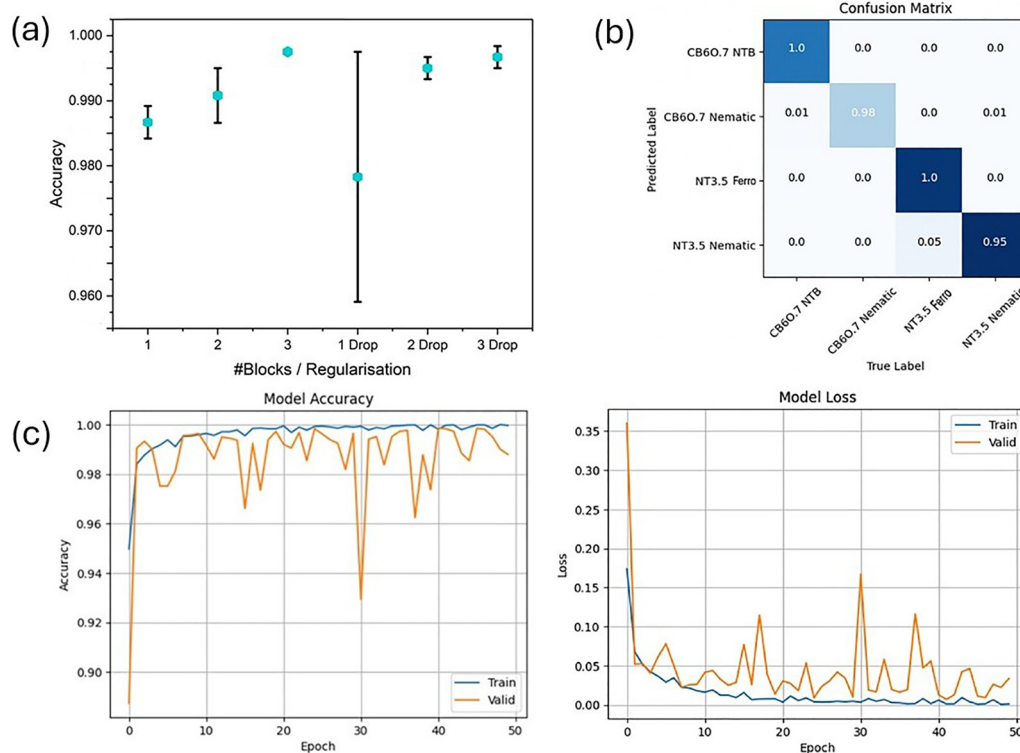 (a)
1.000
0.990
0.980
0.970
0.960
Accuracy
1 2 3 1 Drop 2 Drop 3 Drop
#Blocks / Regularisation
(b)
Confusion Matrix
Predicted Label
CB6O.7 NTB 1.0 0.0 0.0 0.0
CB6O.7 Nematic 0.01 0.98 0.0 0.01
NT3.5 Ferro 0.0 0.0 1.0 0.0
NT3.5 Nematic 0.0 0.0 0.05 0.95
CB6O.7 NTB
CB6O.7 Nematic
NT3.5 Ferro
NT3.5 Nematic
True Label
(c)
Model Accuracy
1.00
0.98
0.96
0.94
0.92
0.90
Accuracy
0 10 20 30 40 50
Epoch
Train
Valid
Model Loss
0.35
0.30
0.25
0.20
0.15
0.10
0.05
0.00
Loss
0 10 20 30 40 50
Epoch
Train
Valid